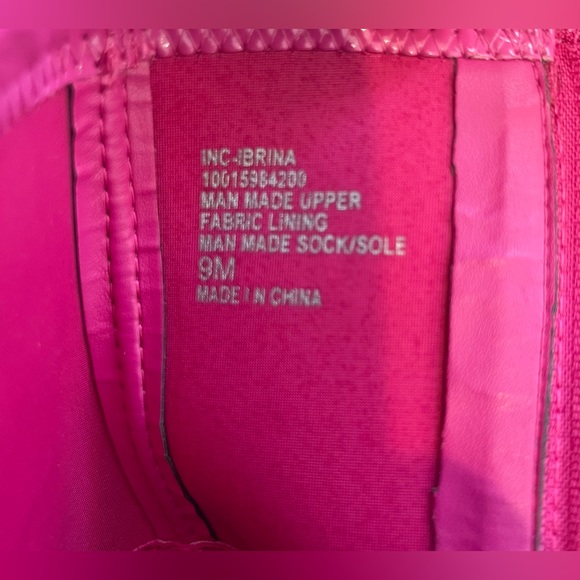 INC-IBRINA
10015984200
MAN MADE UPPER
FABRIC LINING
MAN MADE SOCK/SOLE
9M
MADE IN CHINA